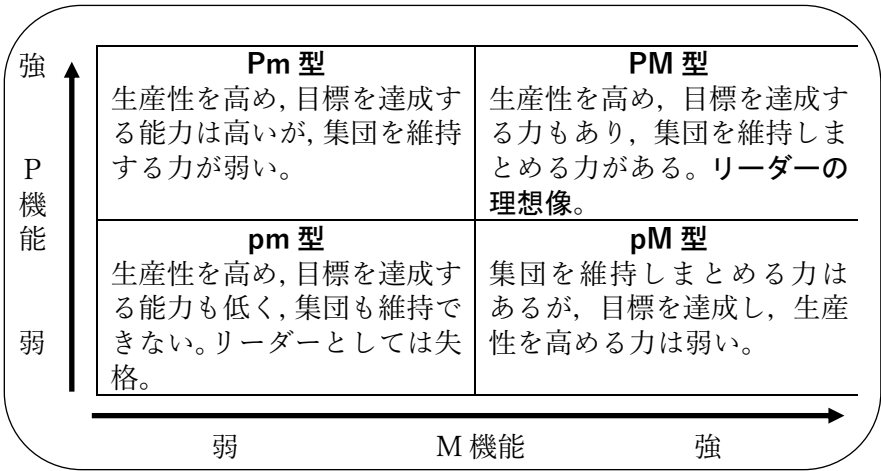 強
P
機
能
弱
Pm 型
生産性を高め，目標を達成す
る能力は高いが，集団を維持
する力が弱い。
PM 型
生産性を高め，目標を達成す
る力もあり，集団を維持しま
とめる力がある。リーダーの
理想像。
pm 型
生産性を高め，目標を達成す
る能力も低く，集団も維持で
きない。リーダーとしては失
格。
pM 型
集団を維持しまとめる力は
あるが，目標を達成し，生産
性を高める力は弱い。
弱 M 機能 強